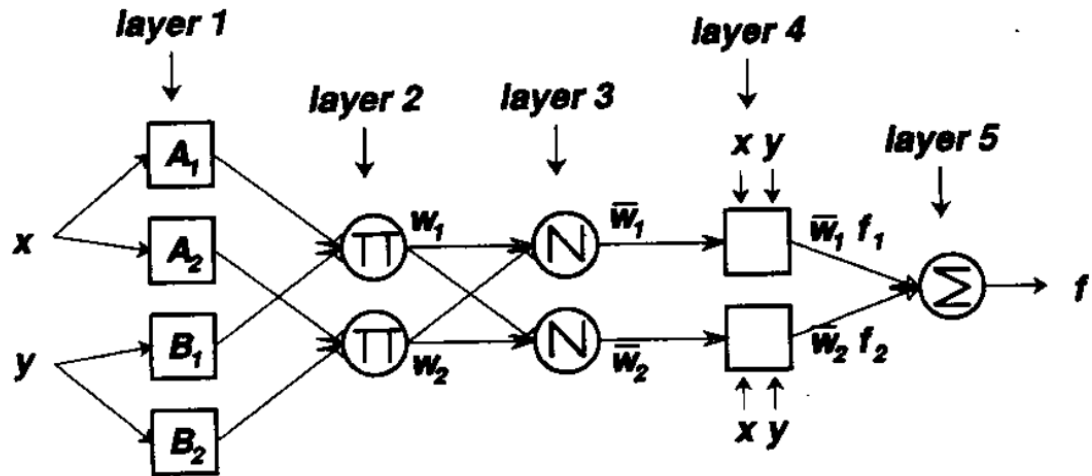 layer 1
layer 4
layer 2
layer 3
layer 5
x y
A₁
x
A₂
w₁
w̅₁
w̅₁ f₁
Π
N
Σ
f
Π
N
y
B₁
w₂
w̅₂
w̅₂ f₂
B₂
x y